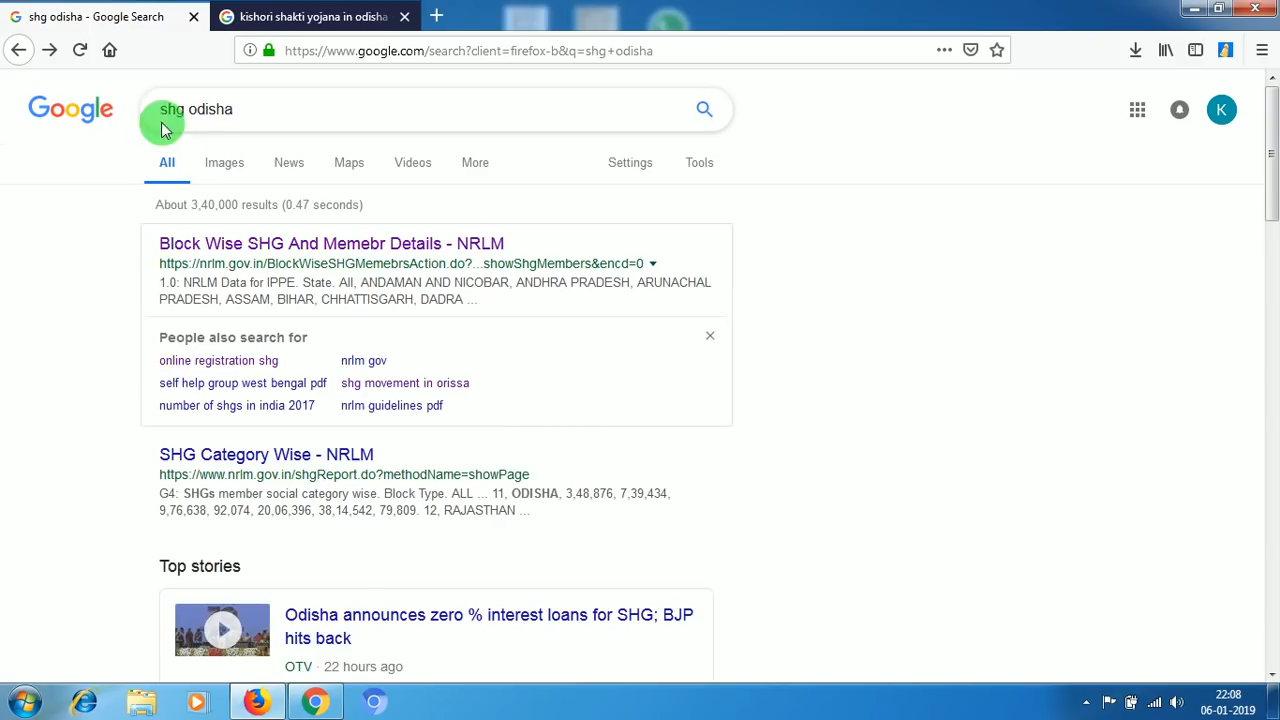 shg odisha - Google Search
kishori shakti yojana in odisha
https://www.google.com/search?client=firefox-b&q=shg+odisha
Google
shg odisha
K
All
Images
News
Maps
Videos
More
Settings
Tools
About 3,40,000 results (0.47 seconds)
Block Wise SHG And Memebr Details - NRLM
https://nrlm.gov.in/BlockWiseSHGMemebrsAction.do?...showShgMembers&encd=0
1.0: NRLM Data for IPPE. State. All, ANDAMAN AND NICOBAR, ANDHRA PRADESH, ARUNACHAL
PRADESH, ASSAM, BIHAR, CHHATTISGARH, DADRA ...
People also search for
online registration shg
nrlm gov
self help group west bengal pdf
shg movement in orissa
number of shgs in india 2017
nrlm guidelines pdf
SHG Category Wise - NRLM
https://www.nrlm.gov.in/shgReport.do?methodName=showPage
G4: SHGs member social category wise. Block Type. ALL ... 11, ODISHA, 3,48,876, 7,39,434,
9,76,638, 92,074, 20,06,396, 38,14,542, 79,809. 12, RAJASTHAN ...
Top stories
Odisha announces zero % interest loans for SHG; BJP
hits back
OTV · 22 hours ago
22:08
06-01-2019